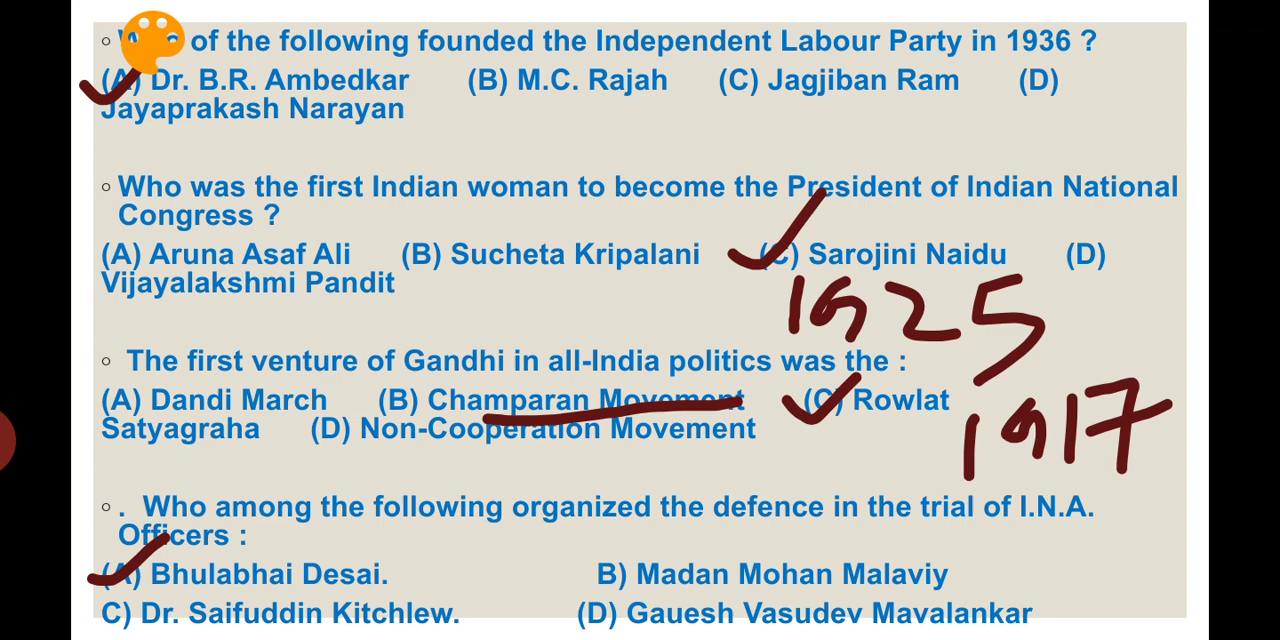 of the following founded the Independent Labour Party in 1936 ?
(A) Dr. B.R. Ambedkar (B) M.C. Rajah (C) Jagjiban Ram (D)
Jayaprakash Narayan
Who was the first Indian woman to become the President of Indian National
Congress ?
(A) Aruna Asaf Ali (B) Sucheta Kripalani (C) Sarojini Naidu (D)
Vijayalakshmi Pandit
1925
The first venture of Gandhi in all-India politics was the :
(A) Dandi March (B) Champaran Movement (C) Rowlat
Satyagraha (D) Non-Cooperation Movement
1917
. Who among the following organized the defence in the trial of I.N.A.
Officers :
(A) Bhulabhai Desai. B) Madan Mohan Malaviy
C) Dr. Saifuddin Kitchlew. (D) Gauesh Vasudev Mavalankar